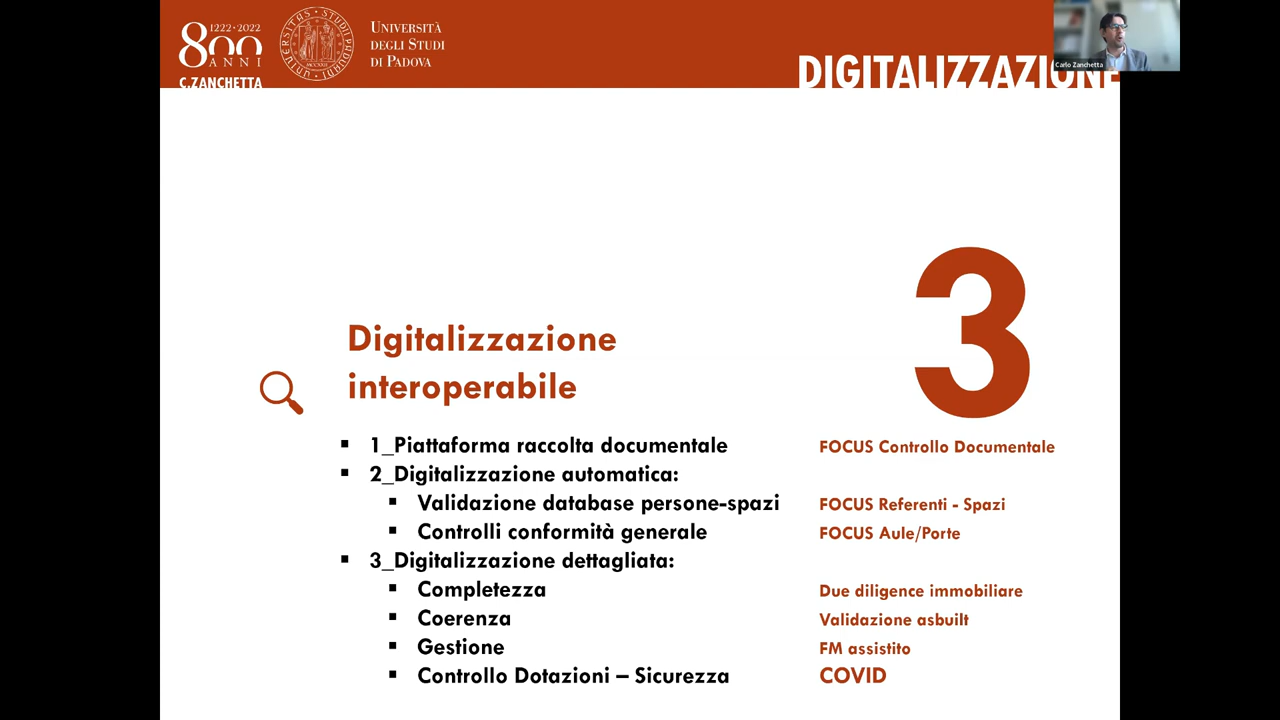 1222·2022
800
ANNI
C.ZANCHETTA
UNIVERSITÀ
DEGLI STUDI
DI PADOVA
DIGITALIZZAZIONE
Carlo Zanchetta
3
Digitalizzazione
interoperabile
▪ 1_Piattaforma raccolta documentale FOCUS Controllo Documentale
▪ 2_Digitalizzazione automatica:
▪ Validazione database persone-spazi FOCUS Referenti - Spazi
▪ Controlli conformità generale FOCUS Aule/Porte
▪ 3_Digitalizzazione dettagliata:
▪ Completezza Due diligence immobiliare
▪ Coerenza Validazione asbuilt
▪ Gestione FM assistito
▪ Controllo Dotazioni – Sicurezza COVID